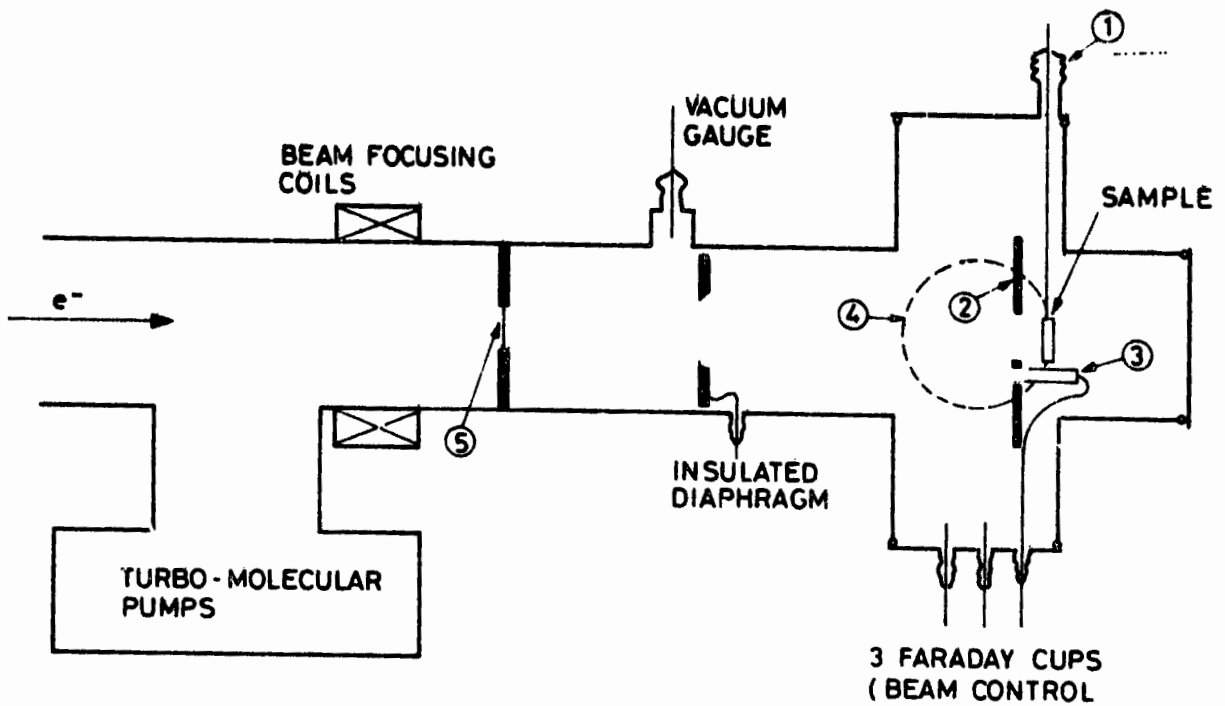 ①
VACUUM
GAUGE
BEAM FOCUSING
COILS
SAMPLE
e⁻
②
④
③
⑤
INSULATED
DIAPHRAGM
TURBO-MOLECULAR
PUMPS
3 FARADAY CUPS
(BEAM CONTROL